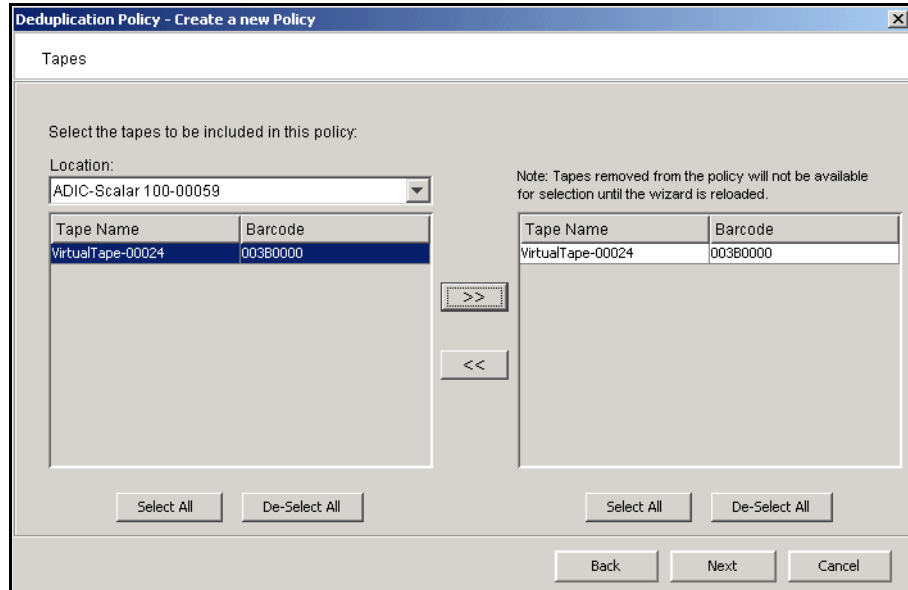 Deduplication Policy - Create a new Policy
Tapes
Select the tapes to be included in this policy:
Location:
ADIC-Scalar 100-00059
Tape Name Barcode
VirtualTape-00024 003B0000
Select All De-Select All
>>
<<
Note: Tapes removed from the policy will not be available
for selection until the wizard is reloaded.
Tape Name Barcode
VirtualTape-00024 003B0000
Select All De-Select All
Back Next Cancel